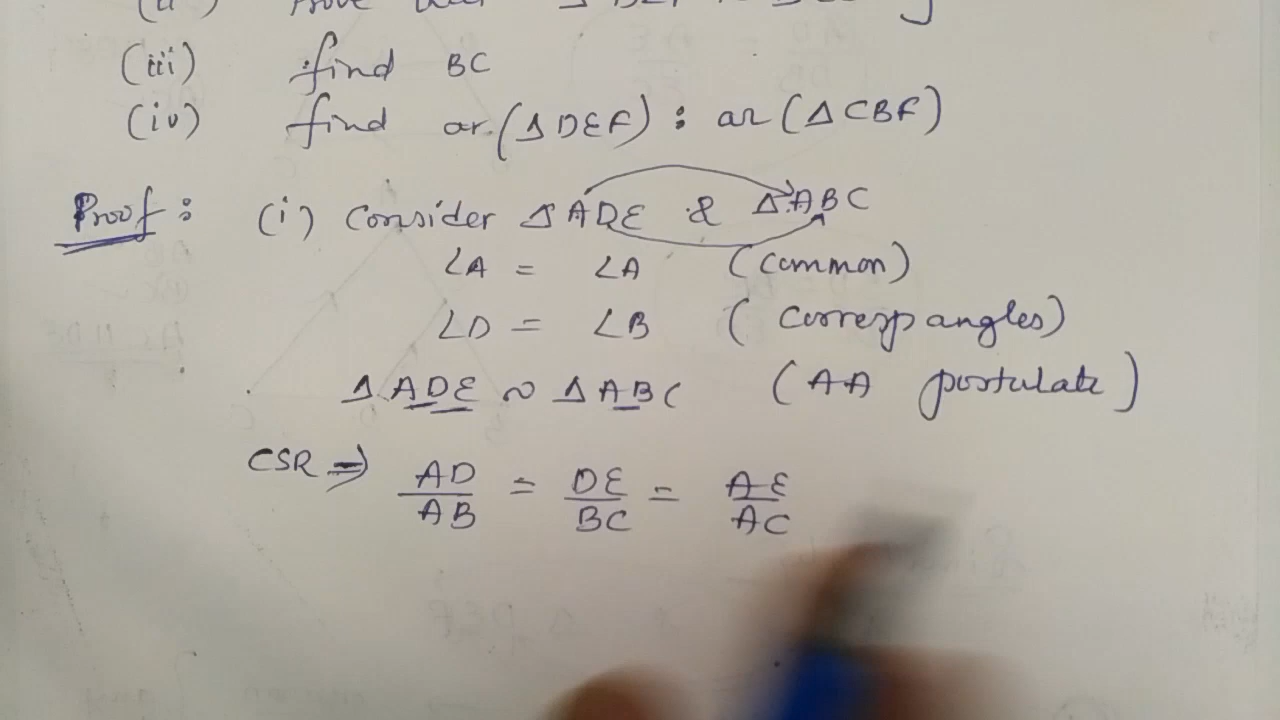 (iii) find BC
(iv) find ar.(ΔDEF) : ar(ΔCBF)
Proof: (i) Consider ΔADE & ΔABC
∠A = ∠A (common)
∠D = ∠B (corresp angles)
ΔADE ~ ΔABC (AA postulate)
CSR ⇒ AD/AB = DE/BC = AE/AC